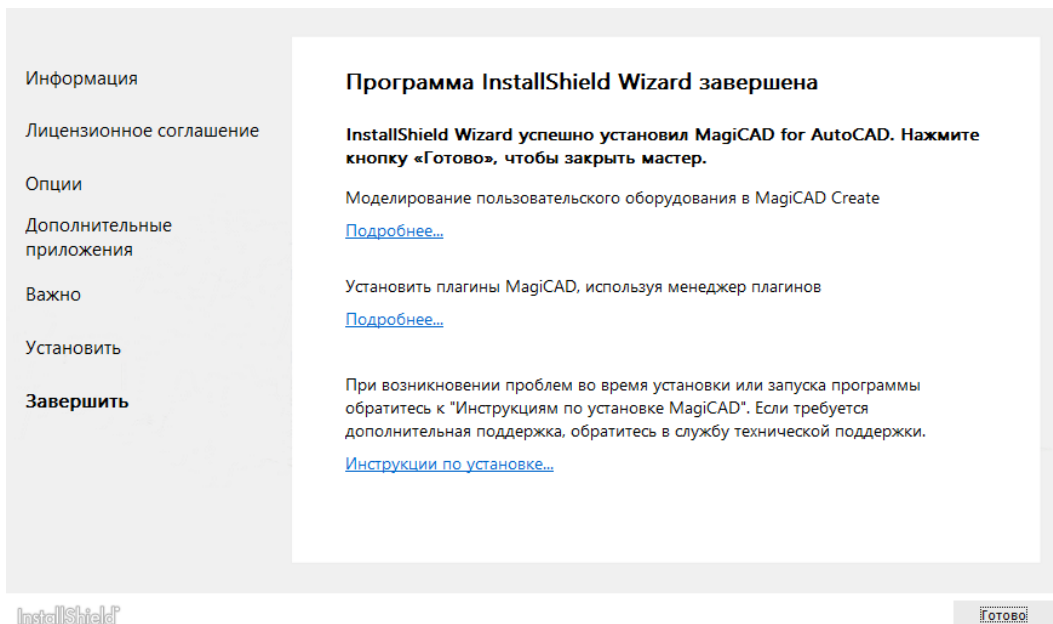 Информация
Лицензионное соглашение
Опции
Дополнительные
приложения
Важно
Установить
Завершить
Программа InstallShield Wizard завершена
InstallShield Wizard успешно установил MagiCAD for AutoCAD. Нажмите
кнопку «Готово», чтобы закрыть мастер.
Моделирование пользовательского оборудования в MagiCAD Create
Подробнее...
Установить плагины MagiCAD, используя менеджер плагинов
Подробнее...
При возникновении проблем во время установки или запуска программы
обратитесь к "Инструкциям по установке MagiCAD". Если требуется
дополнительная поддержка, обратитесь в службу технической поддержки.
Инструкции по установке...
InstallShield
Готово